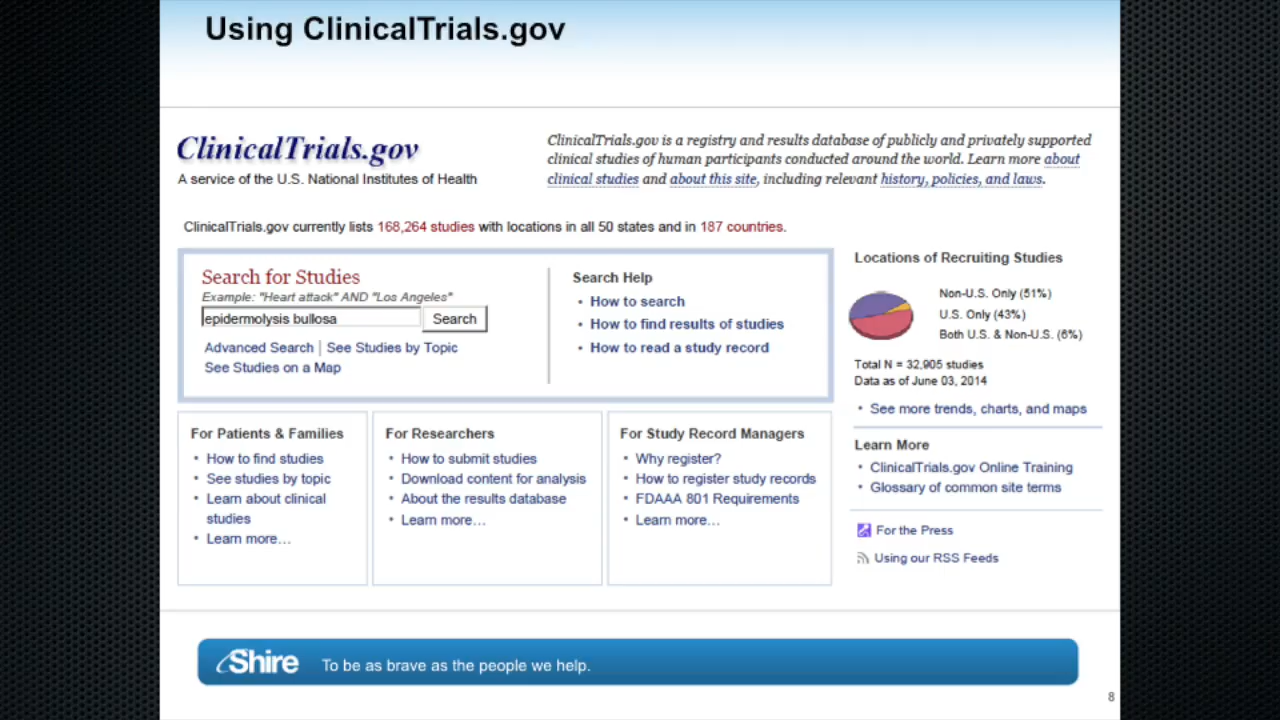 Using ClinicalTrials.gov
ClinicalTrials.gov
A service of the U.S. National Institutes of Health
ClinicalTrials.gov is a registry and results database of publicly and privately supported
clinical studies of human participants conducted around the world. Learn more about
clinical studies and about this site, including relevant history, policies, and laws.
ClinicalTrials.gov currently lists 168,264 studies with locations in all 50 states and in 187 countries.
Search for Studies
Example: "Heart attack" AND "Los Angeles"
epidermolysis bullosa
Search
Advanced Search | See Studies by Topic
See Studies on a Map
Search Help
• How to search
• How to find results of studies
• How to read a study record
Locations of Recruiting Studies
Non-U.S. Only (51%)
U.S. Only (43%)
Both U.S. & Non-U.S. (6%)
Total N = 32,905 studies
Data as of June 03, 2014
• See more trends, charts, and maps
Learn More
• ClinicalTrials.gov Online Training
• Glossary of common site terms
For the Press
Using our RSS Feeds
For Patients & Families
• How to find studies
• See studies by topic
• Learn about clinical
studies
• Learn more...
For Researchers
• How to submit studies
• Download content for analysis
• About the results database
• Learn more...
For Study Record Managers
• Why register?
• How to register study records
• FDAAA 801 Requirements
• Learn more...
Shire
To be as brave as the people we help.
8